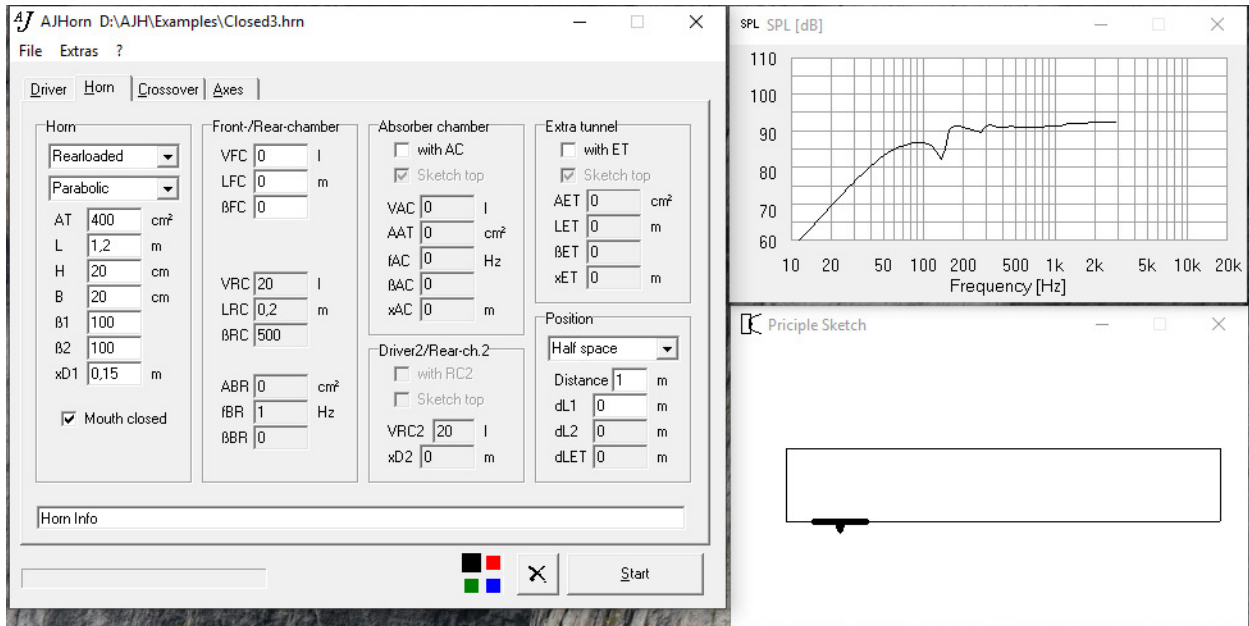 AJ AJHorn D:\AJH\Examples\Closed3.hrn
File Extras ?
Driver Horn Crossover Axes
Horn
Rearloaded
Parabolic
AT 400 cm²
L 1,2 m
H 20 cm
B 20 cm
ß1 100
ß2 100
xD1 0,15 m
Mouth closed
Front-/Rear-chamber
VFC 0 l
LFC 0 m
ßFC 0
VRC 20 l
LRC 0,2 m
ßRC 500
ABR 0 cm²
fBR 1 Hz
ßBR 0
Absorber chamber
with AC
Sketch top
VAC 0 l
AAT 0 cm²
fAC 0 Hz
ßAC 0
xAC 0 m
Driver2/Rear-ch.2
with RC2
Sketch top
VRC2 20 l
xD2 0 m
Extra tunnel
with ET
Sketch top
AET 0 cm²
LET 0 m
ßET 0
xET 0 m
Position
Half space
Distance 1 m
dL1 0 m
dL2 0 m
dLET 0 m
Horn Info
Start
SPL SPL [dB]
110
100
90
80
70
60
10 20 50 100 200 500 1k 2k 5k 10k 20k
Frequency [Hz]
Priciple Sketch